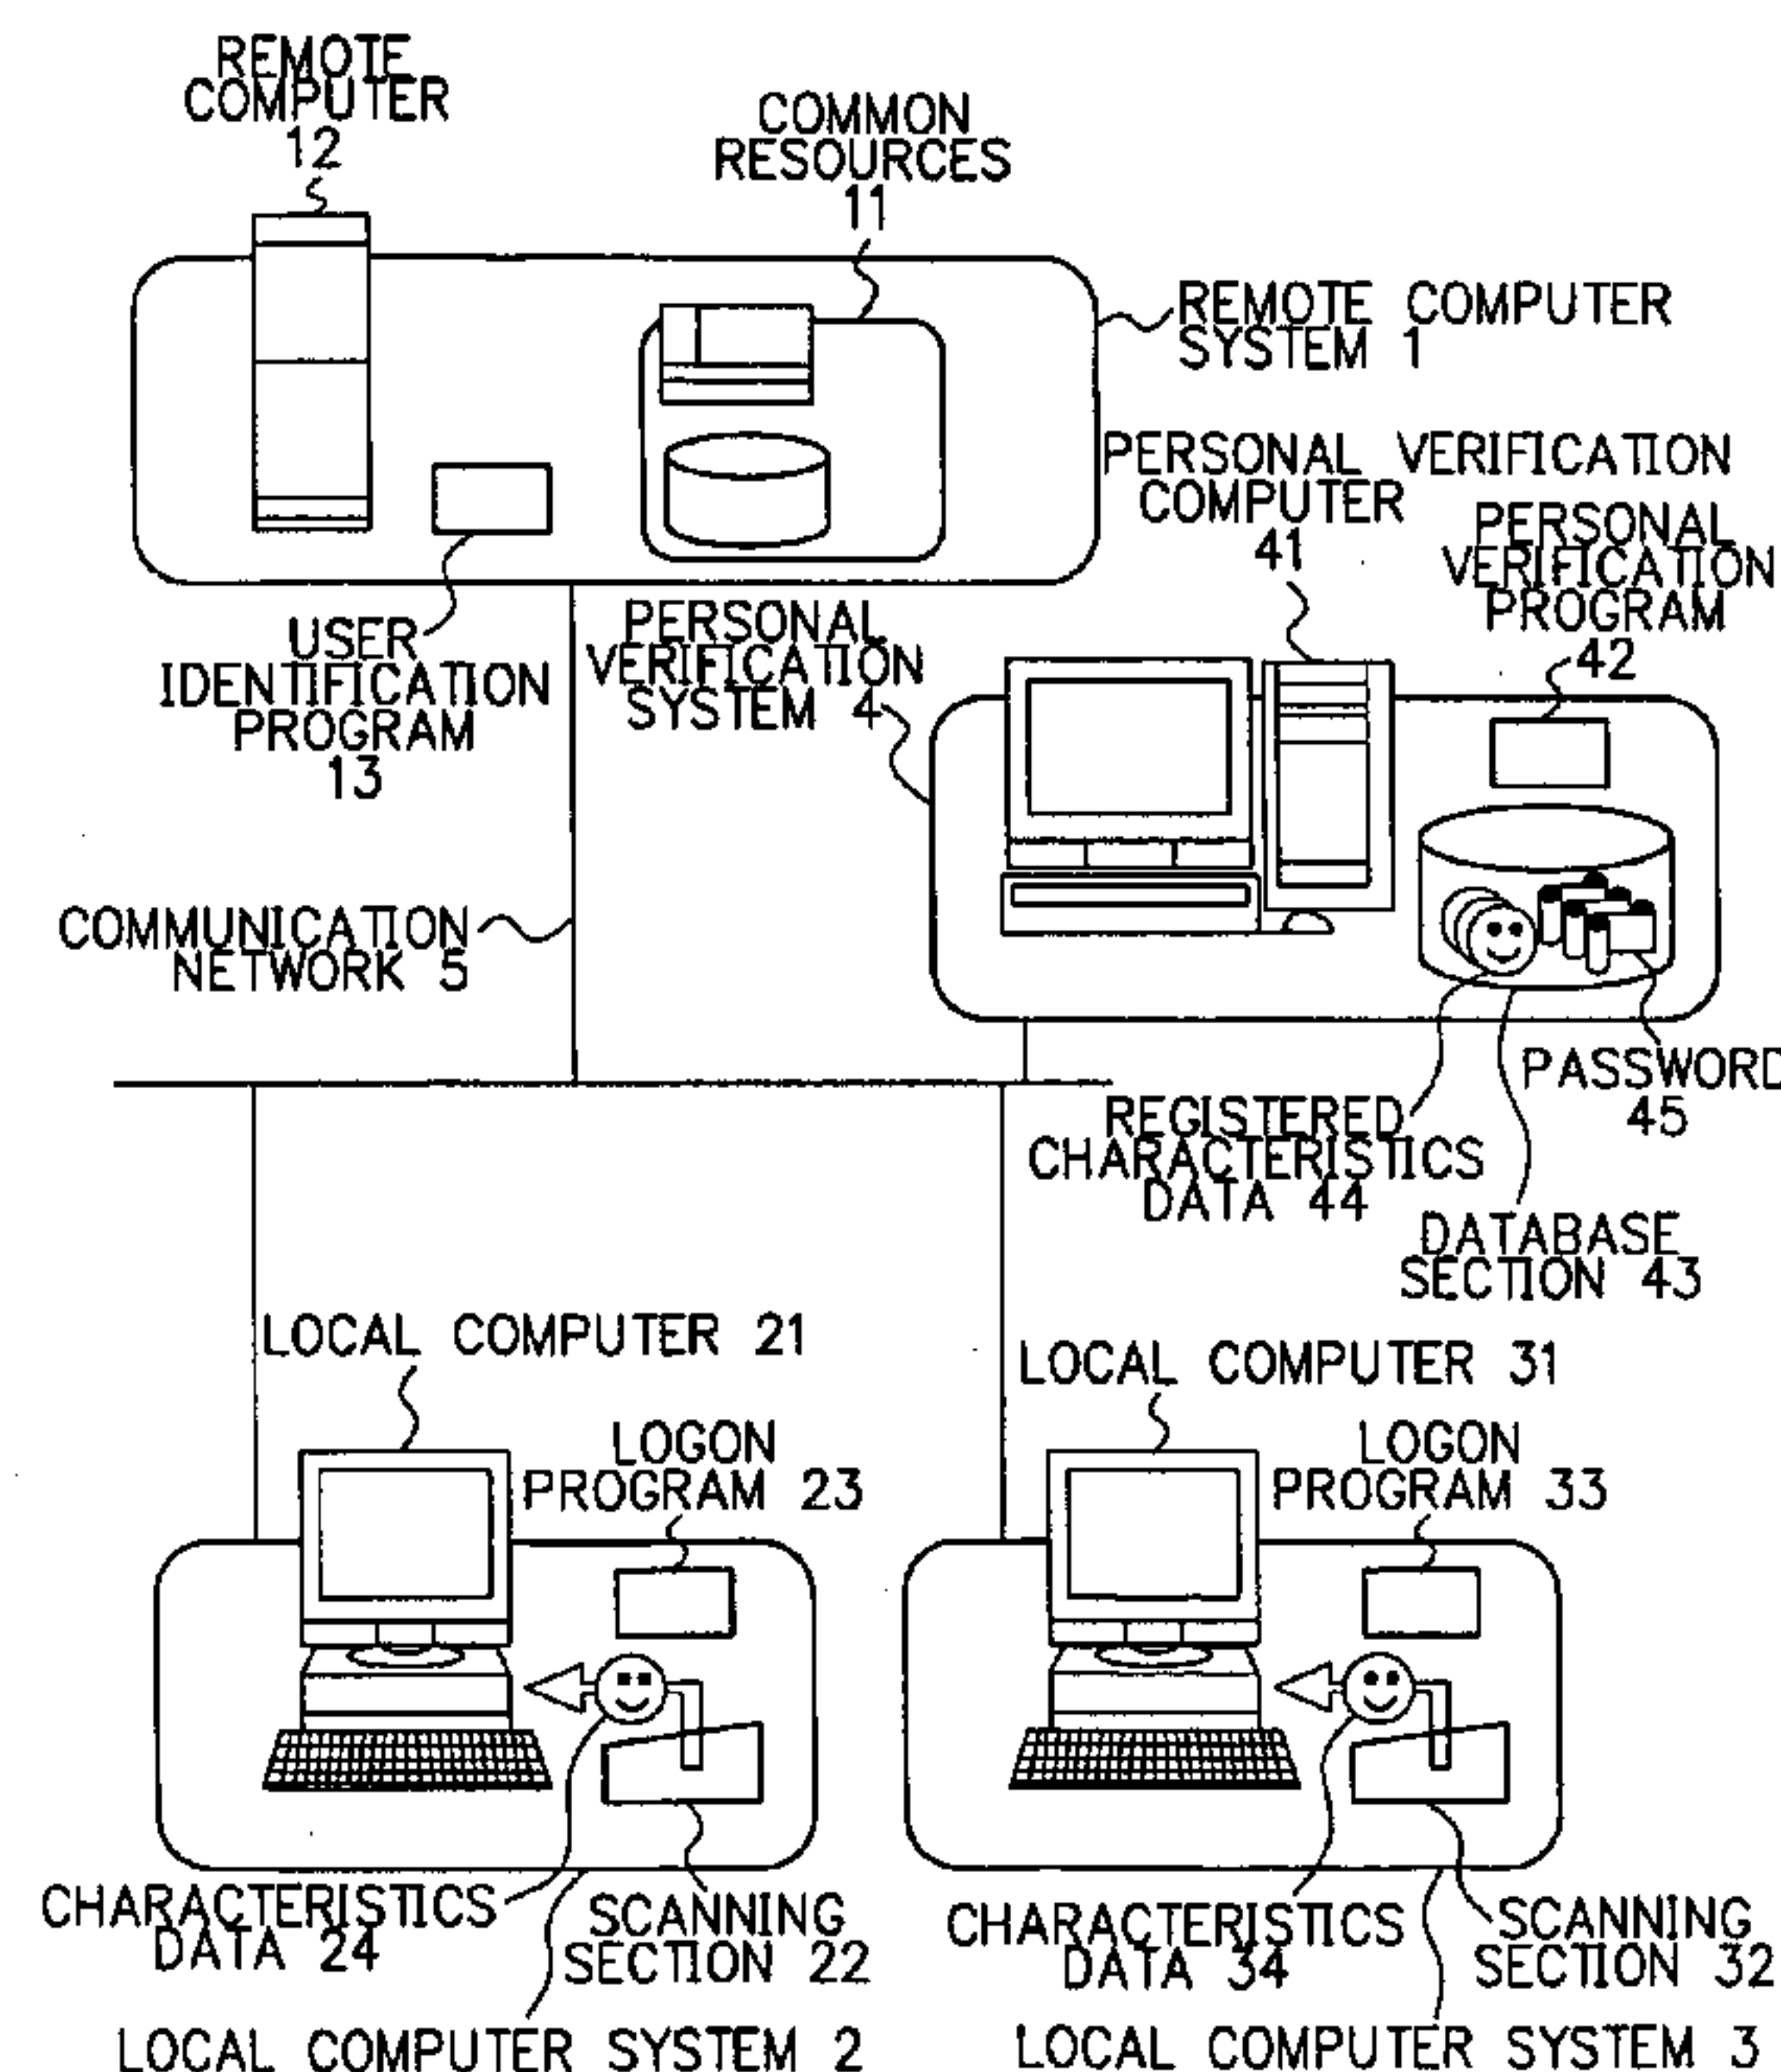 REMOTE
COMPUTER
12
COMMON
RESOURCES
11
REMOTE COMPUTER
SYSTEM 1
PERSONAL VERIFICATION
COMPUTER
41
PERSONAL
VERIFICATION
PROGRAM
42
USER
IDENTIFICATION
PROGRAM
13
PERSONAL
VERIFICATION
SYSTEM 4
COMMUNICATION
NETWORK 5
PASSWORD
45
REGISTERED
CHARACTERISTICS
DATA 44
DATABASE
SECTION 43
LOCAL COMPUTER 21
LOGON
PROGRAM 23
LOCAL COMPUTER 31
LOGON
PROGRAM 33
CHARACTERISTICS
DATA 24
SCANNING
SECTION 22
CHARACTERISTICS
DATA 34
SCANNING
SECTION 32
LOCAL COMPUTER SYSTEM 2
LOCAL COMPUTER SYSTEM 3